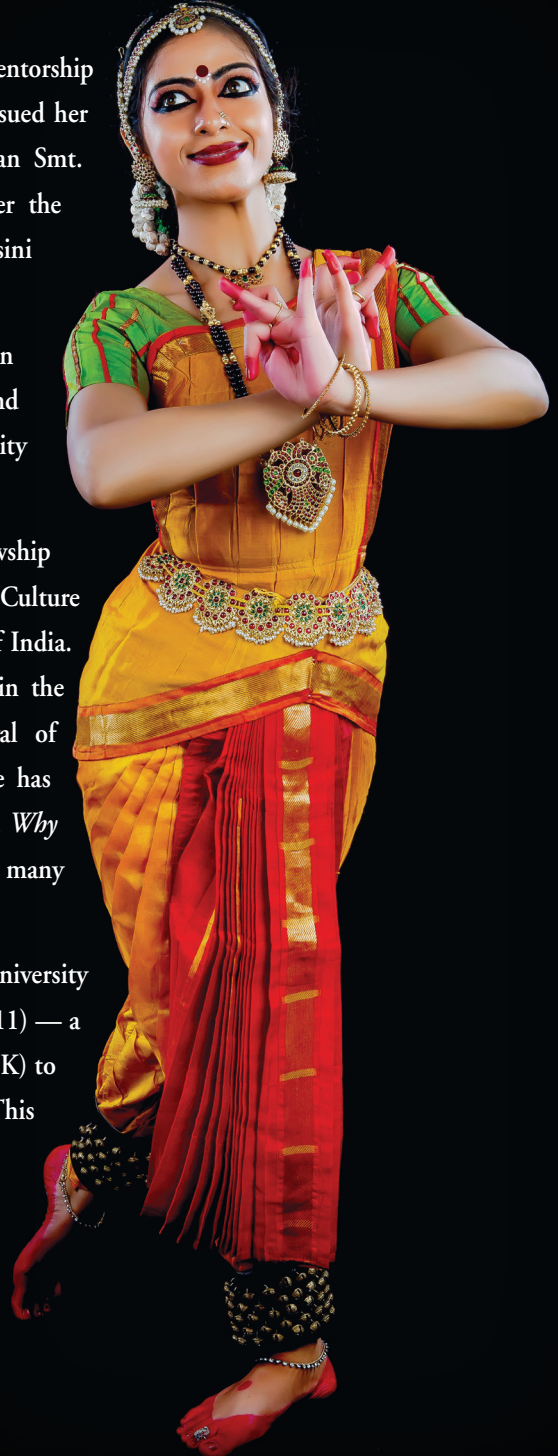 entorship
sued her
an Smt.
er the
sini
n
nd
ity
wship
Culture
f India.
in the
al of
e has
Why
many
niversity
11) — a
K) to
This